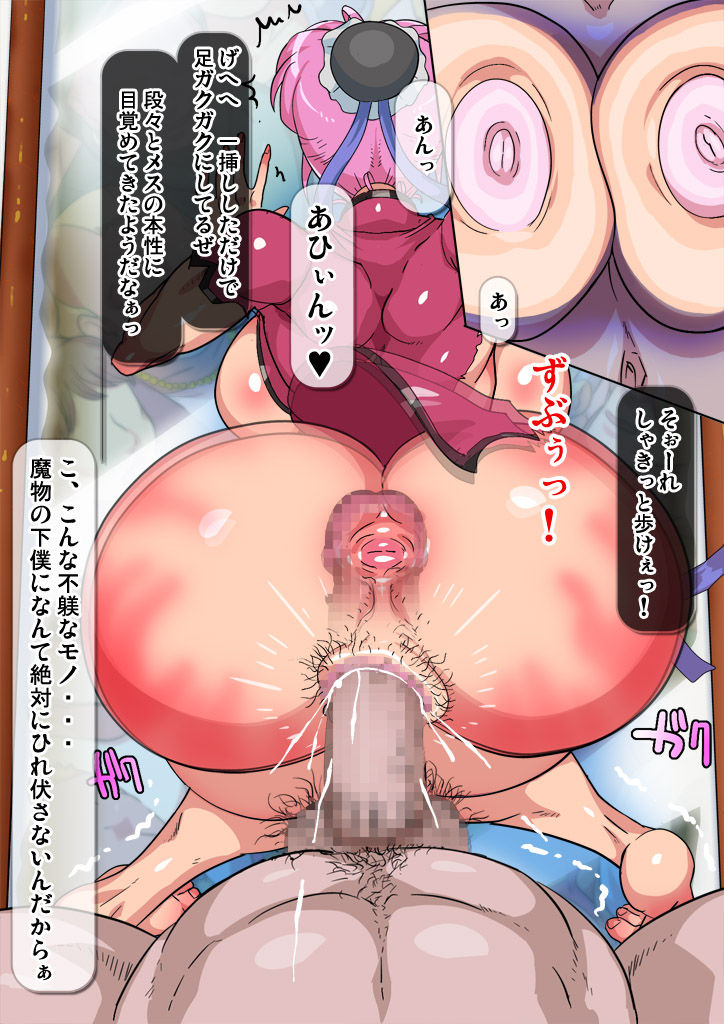 あんっ
げへへ　一挿ししただけで
足ガクガクにしてるぜ
段々とメスの本性に
目覚めてきたようだなぁっ
あひぃんッ♥
あっ
ずぶぅっ！
そぉーれ
しゃきっと歩けぇっ！
こ、こんな不躾なモノ・・・
魔物の下僕になんて絶対にひれ伏さないんだからぁ
ガク
ガク